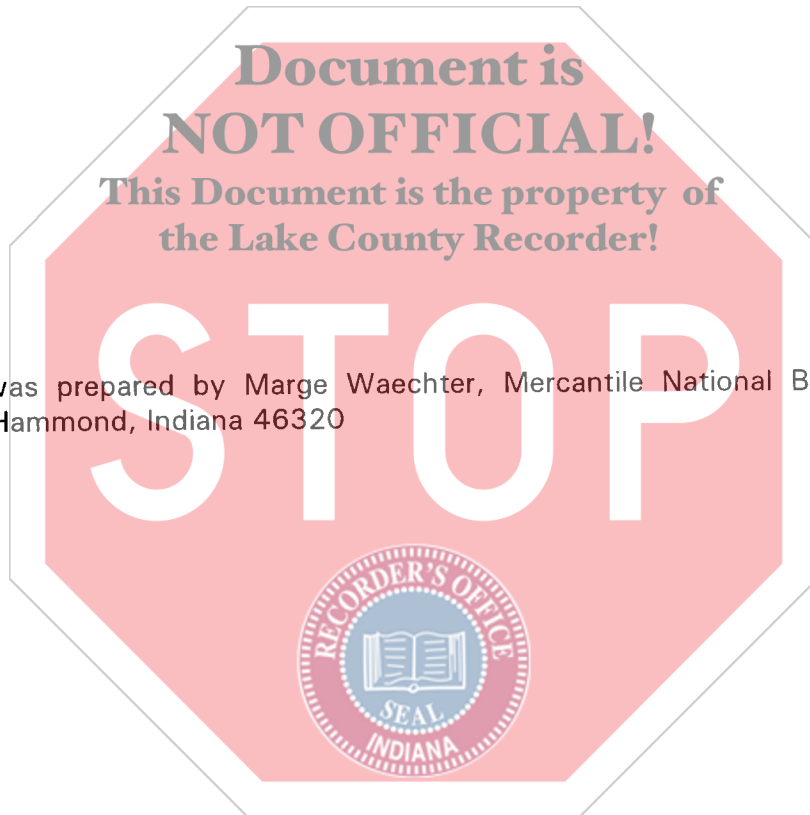 Document is
NOT OFFICIAL!
This Document is the property of
the Lake County Recorder!
STOP
was prepared by Marge Waechter, Mercantile National B
Hammond, Indiana 46320
RECORDER'S OFFICE
SEAL
INDIANA